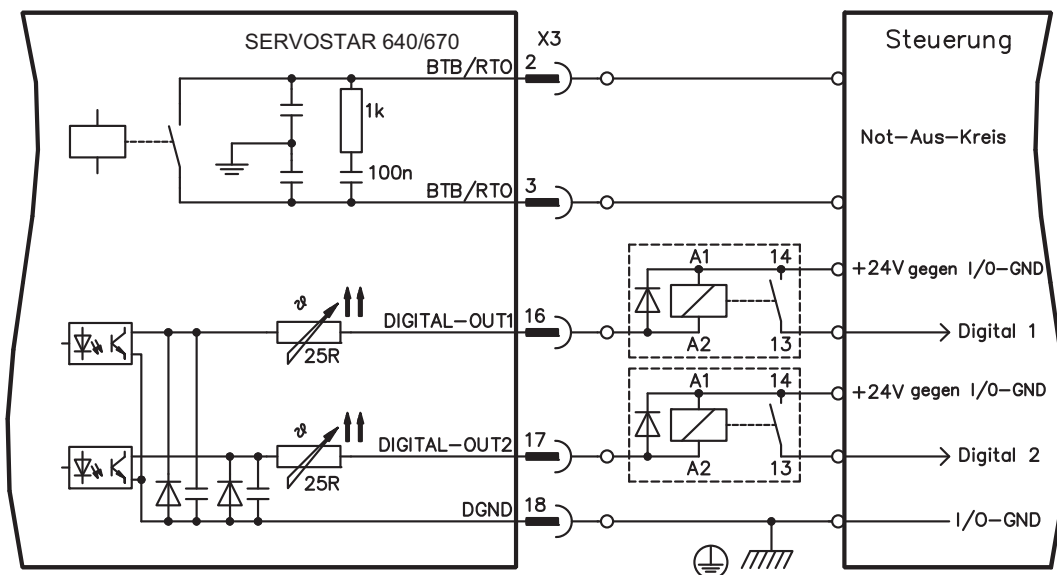 SERVOSTAR 640/670
X3
Steuerung
BTB/RTO 2
1k
Not-Aus-Kreis
100n
BTB/RTO 3
A1 14
+24V gegen I/O-GND
ϑ
DIGITAL-OUT1 16
Digital 1
25R
A2 13
A1 14
+24V gegen I/O-GND
ϑ
DIGITAL-OUT2 17
Digital 2
25R
A2 13
DGND 18
I/O-GND